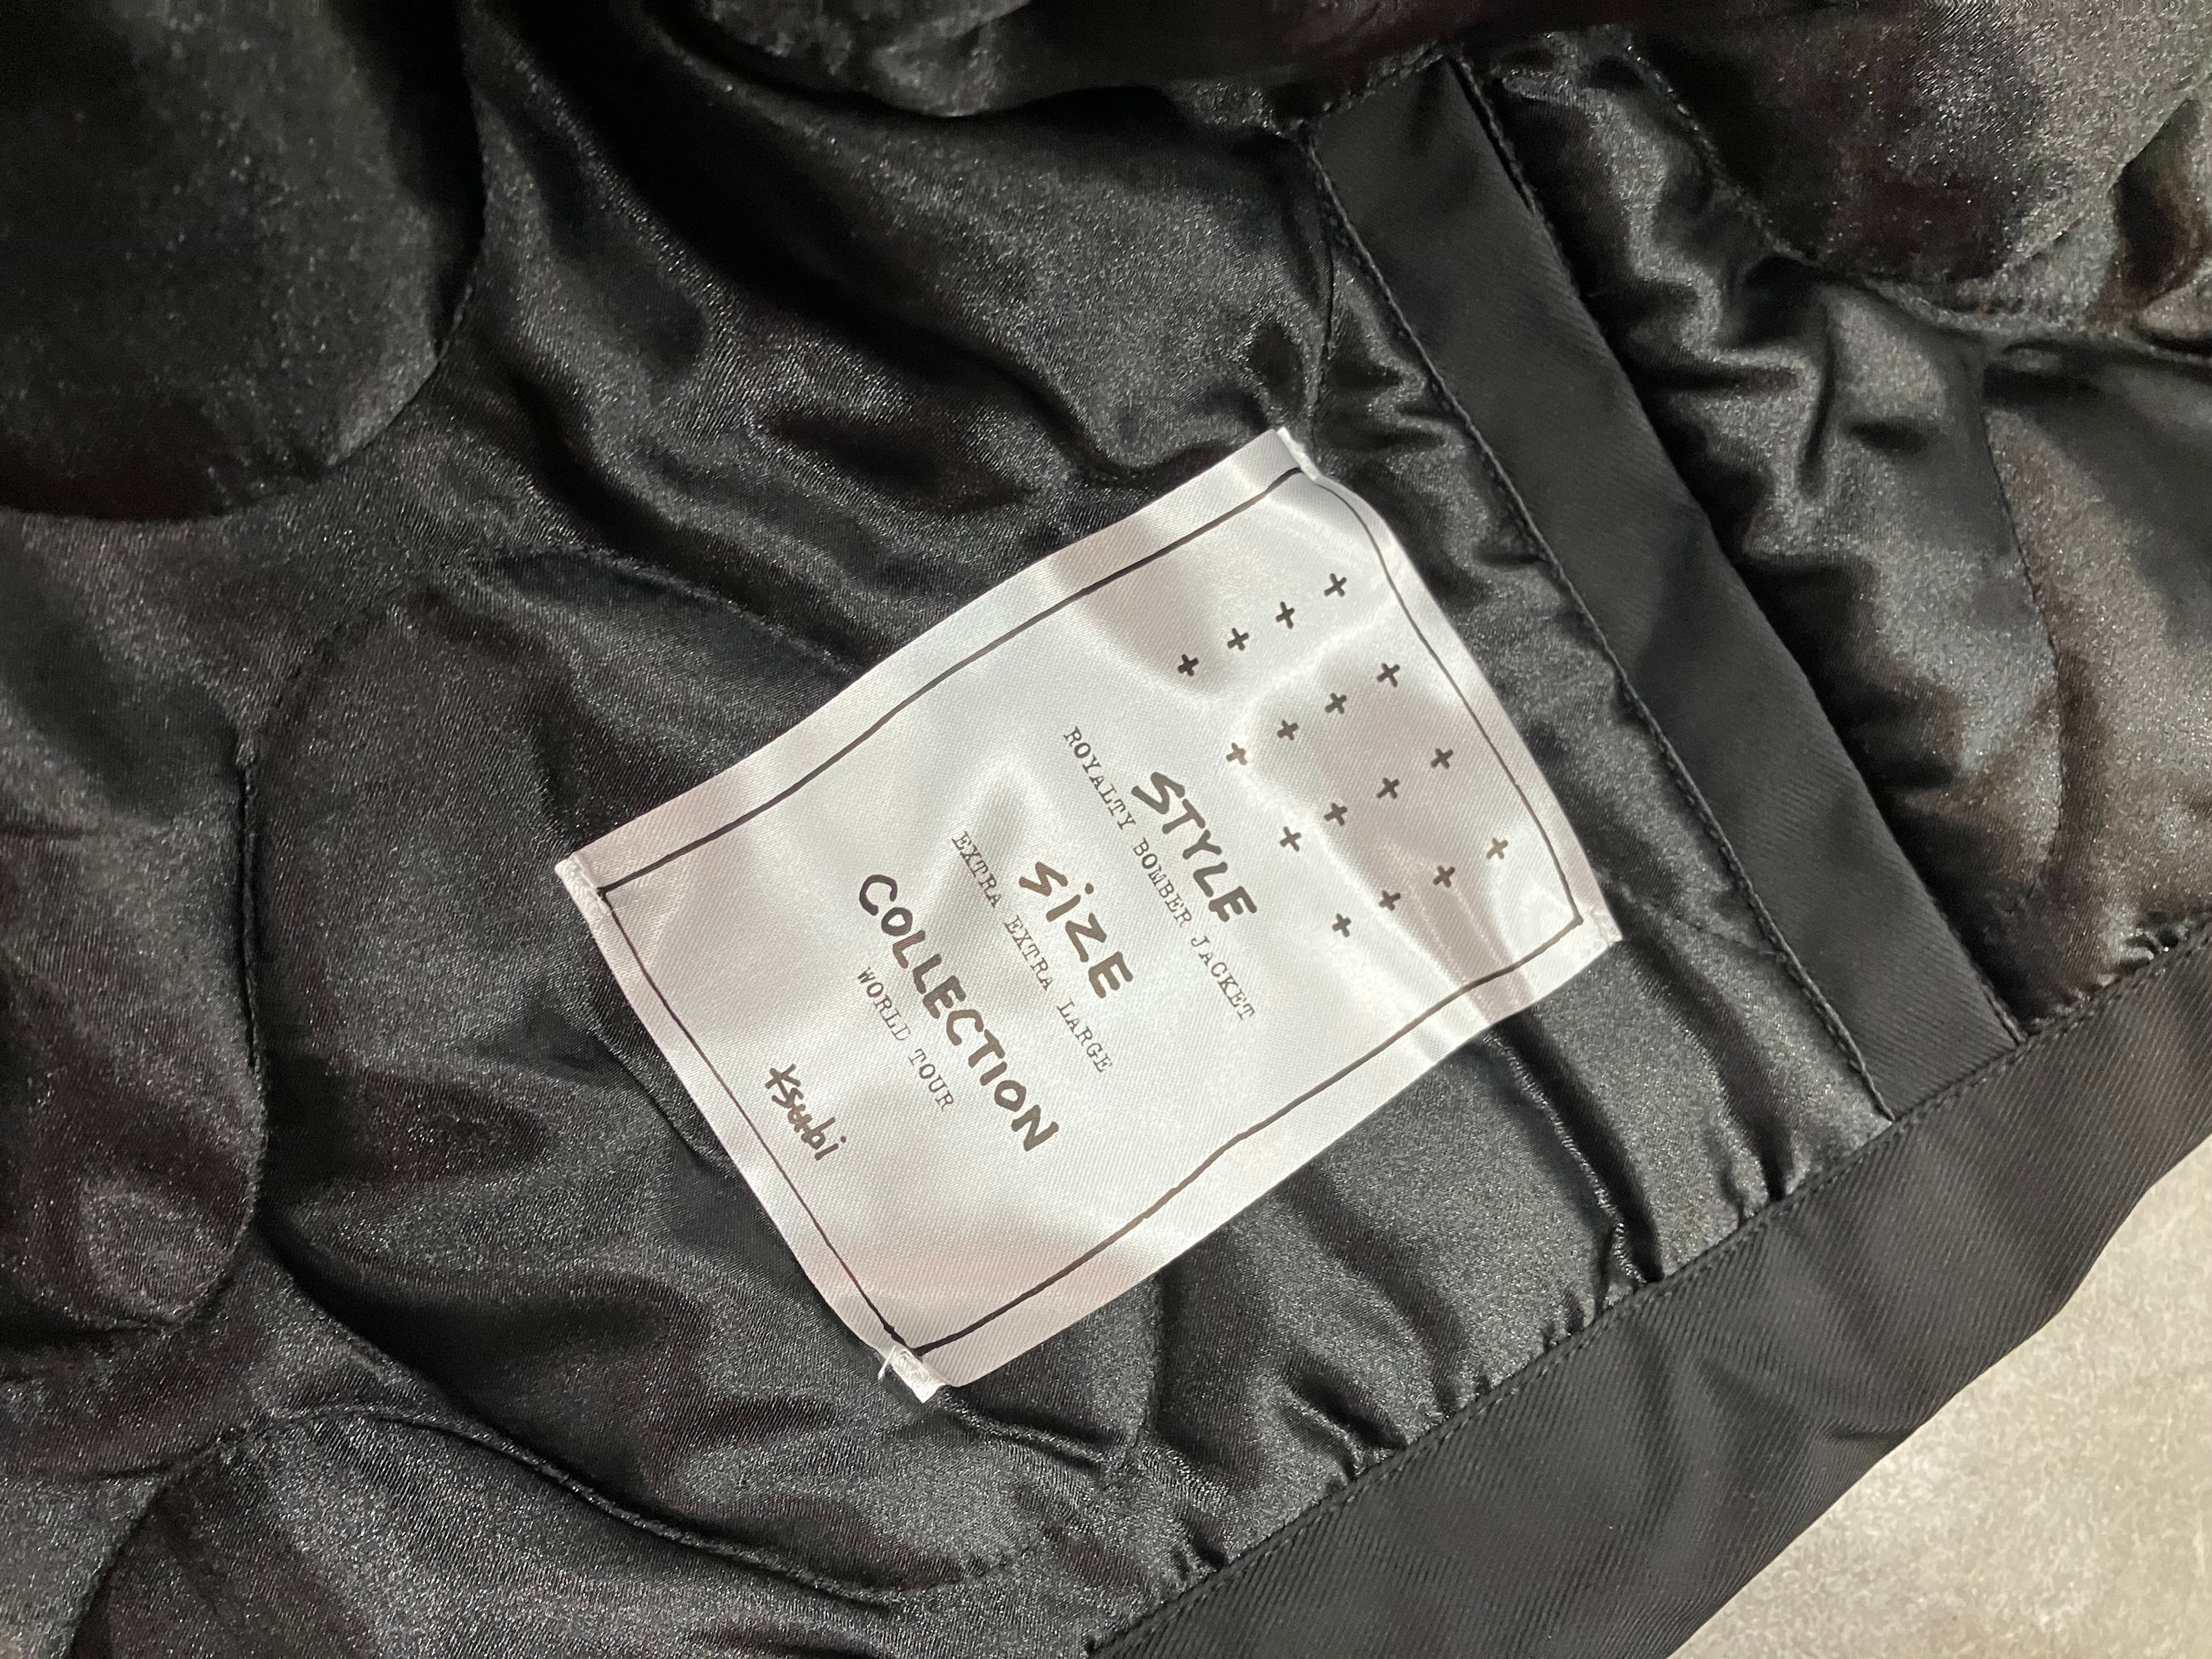 STYLE
ROYALTY BOMBER JACKET
SiZE
EXTRA EXTRA LARGE
COLLECTION
WORLD TOUR
Ksubi